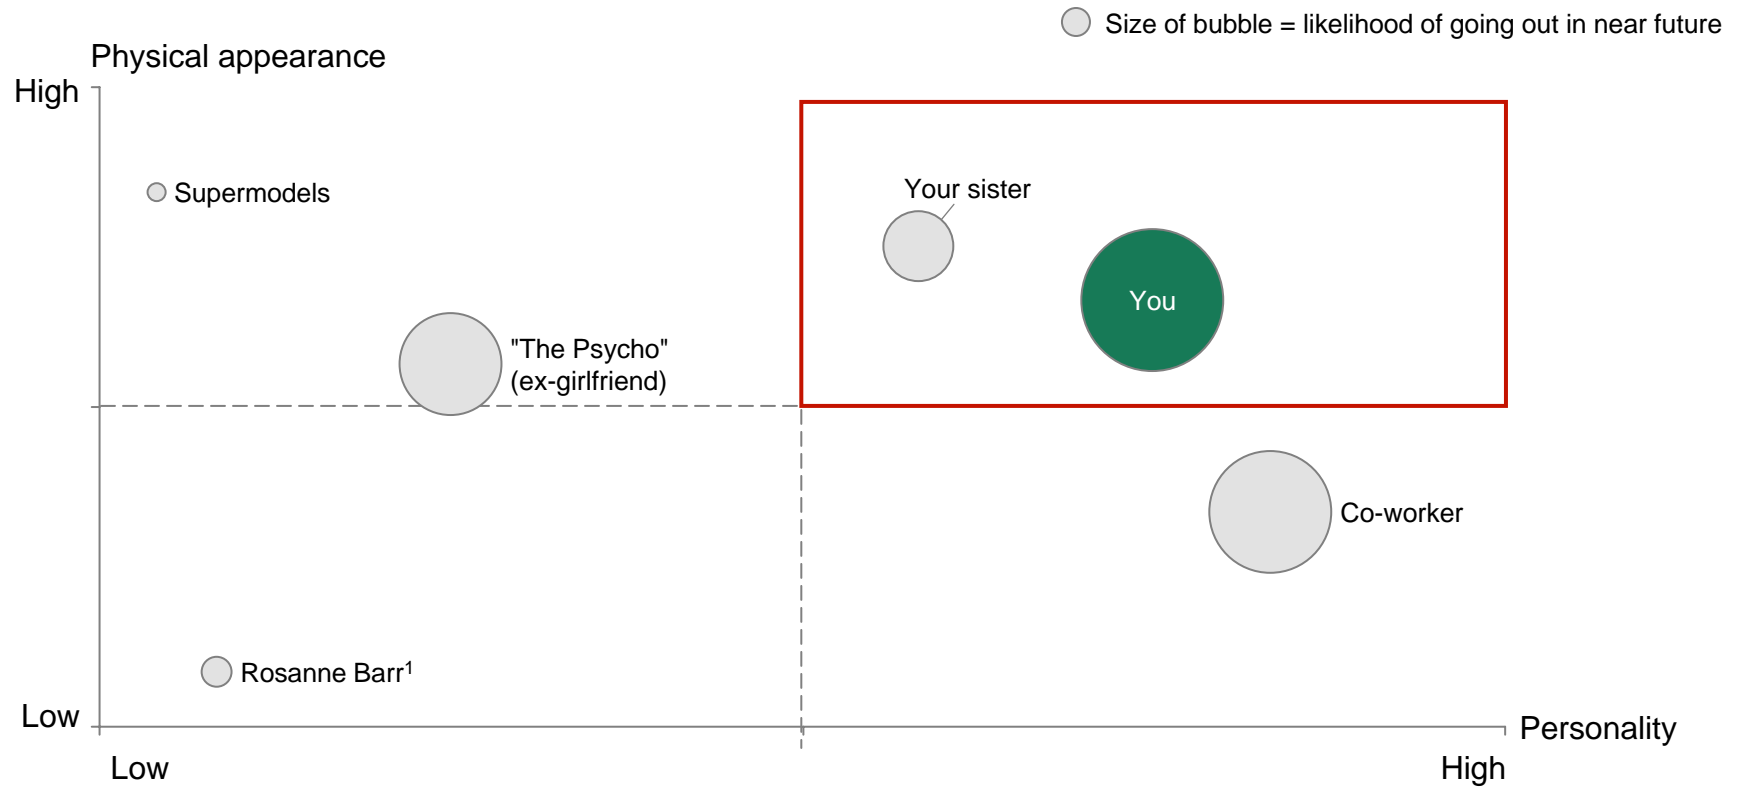 Size of bubble = likelihood of going out in near future
Physical appearance
High
Supermodels
Your sister
You
"The Psycho"
(ex-girlfriend)
Co-worker
Rosanne Barr¹
Low
Personality
Low
High